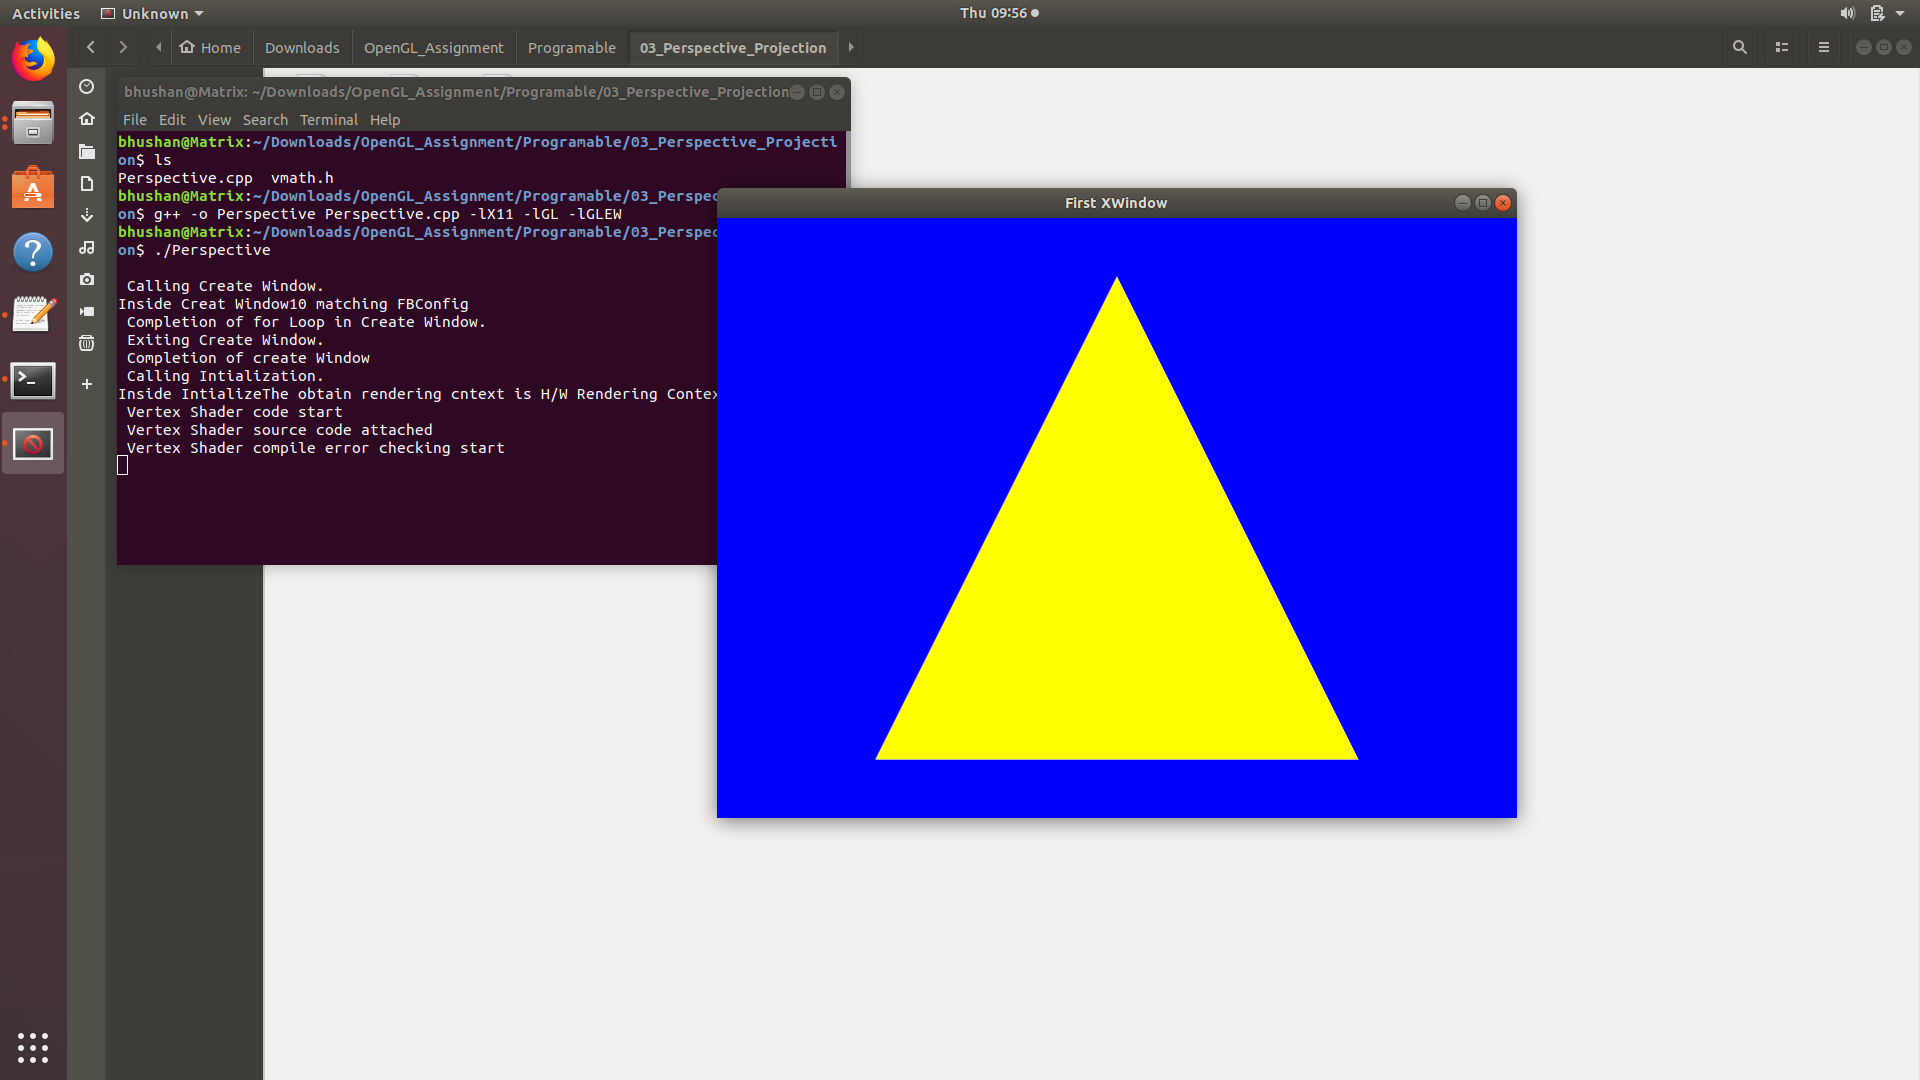 Activities Unknown Thu 09:56
Home Downloads OpenGL_Assignment Programable 03_Perspective_Projection
bhushan@Matrix: ~/Downloads/OpenGL_Assignment/Programable/03_Perspective_Projection
File Edit View Search Terminal Help
bhushan@Matrix:~/Downloads/OpenGL_Assignment/Programable/03_Perspective_Projecti
on$ ls
Perspective.cpp  vmath.h
bhushan@Matrix:~/Downloads/OpenGL_Assignment/Programable/03_Perspec
on$ g++ -o Perspective Perspective.cpp -lX11 -lGL -lGLEW
bhushan@Matrix:~/Downloads/OpenGL_Assignment/Programable/03_Perspec
on$ ./Perspective
Calling Create Window.
Inside Creat Window10 matching FBConfig
Completion of for Loop in Create Window.
Exiting Create Window.
Completion of create Window
Calling Intialization.
Inside IntializeThe obtain rendering cntext is H/W Rendering Contex
Vertex Shader code start
Vertex Shader source code attached
Vertex Shader compile error checking start
First XWindow